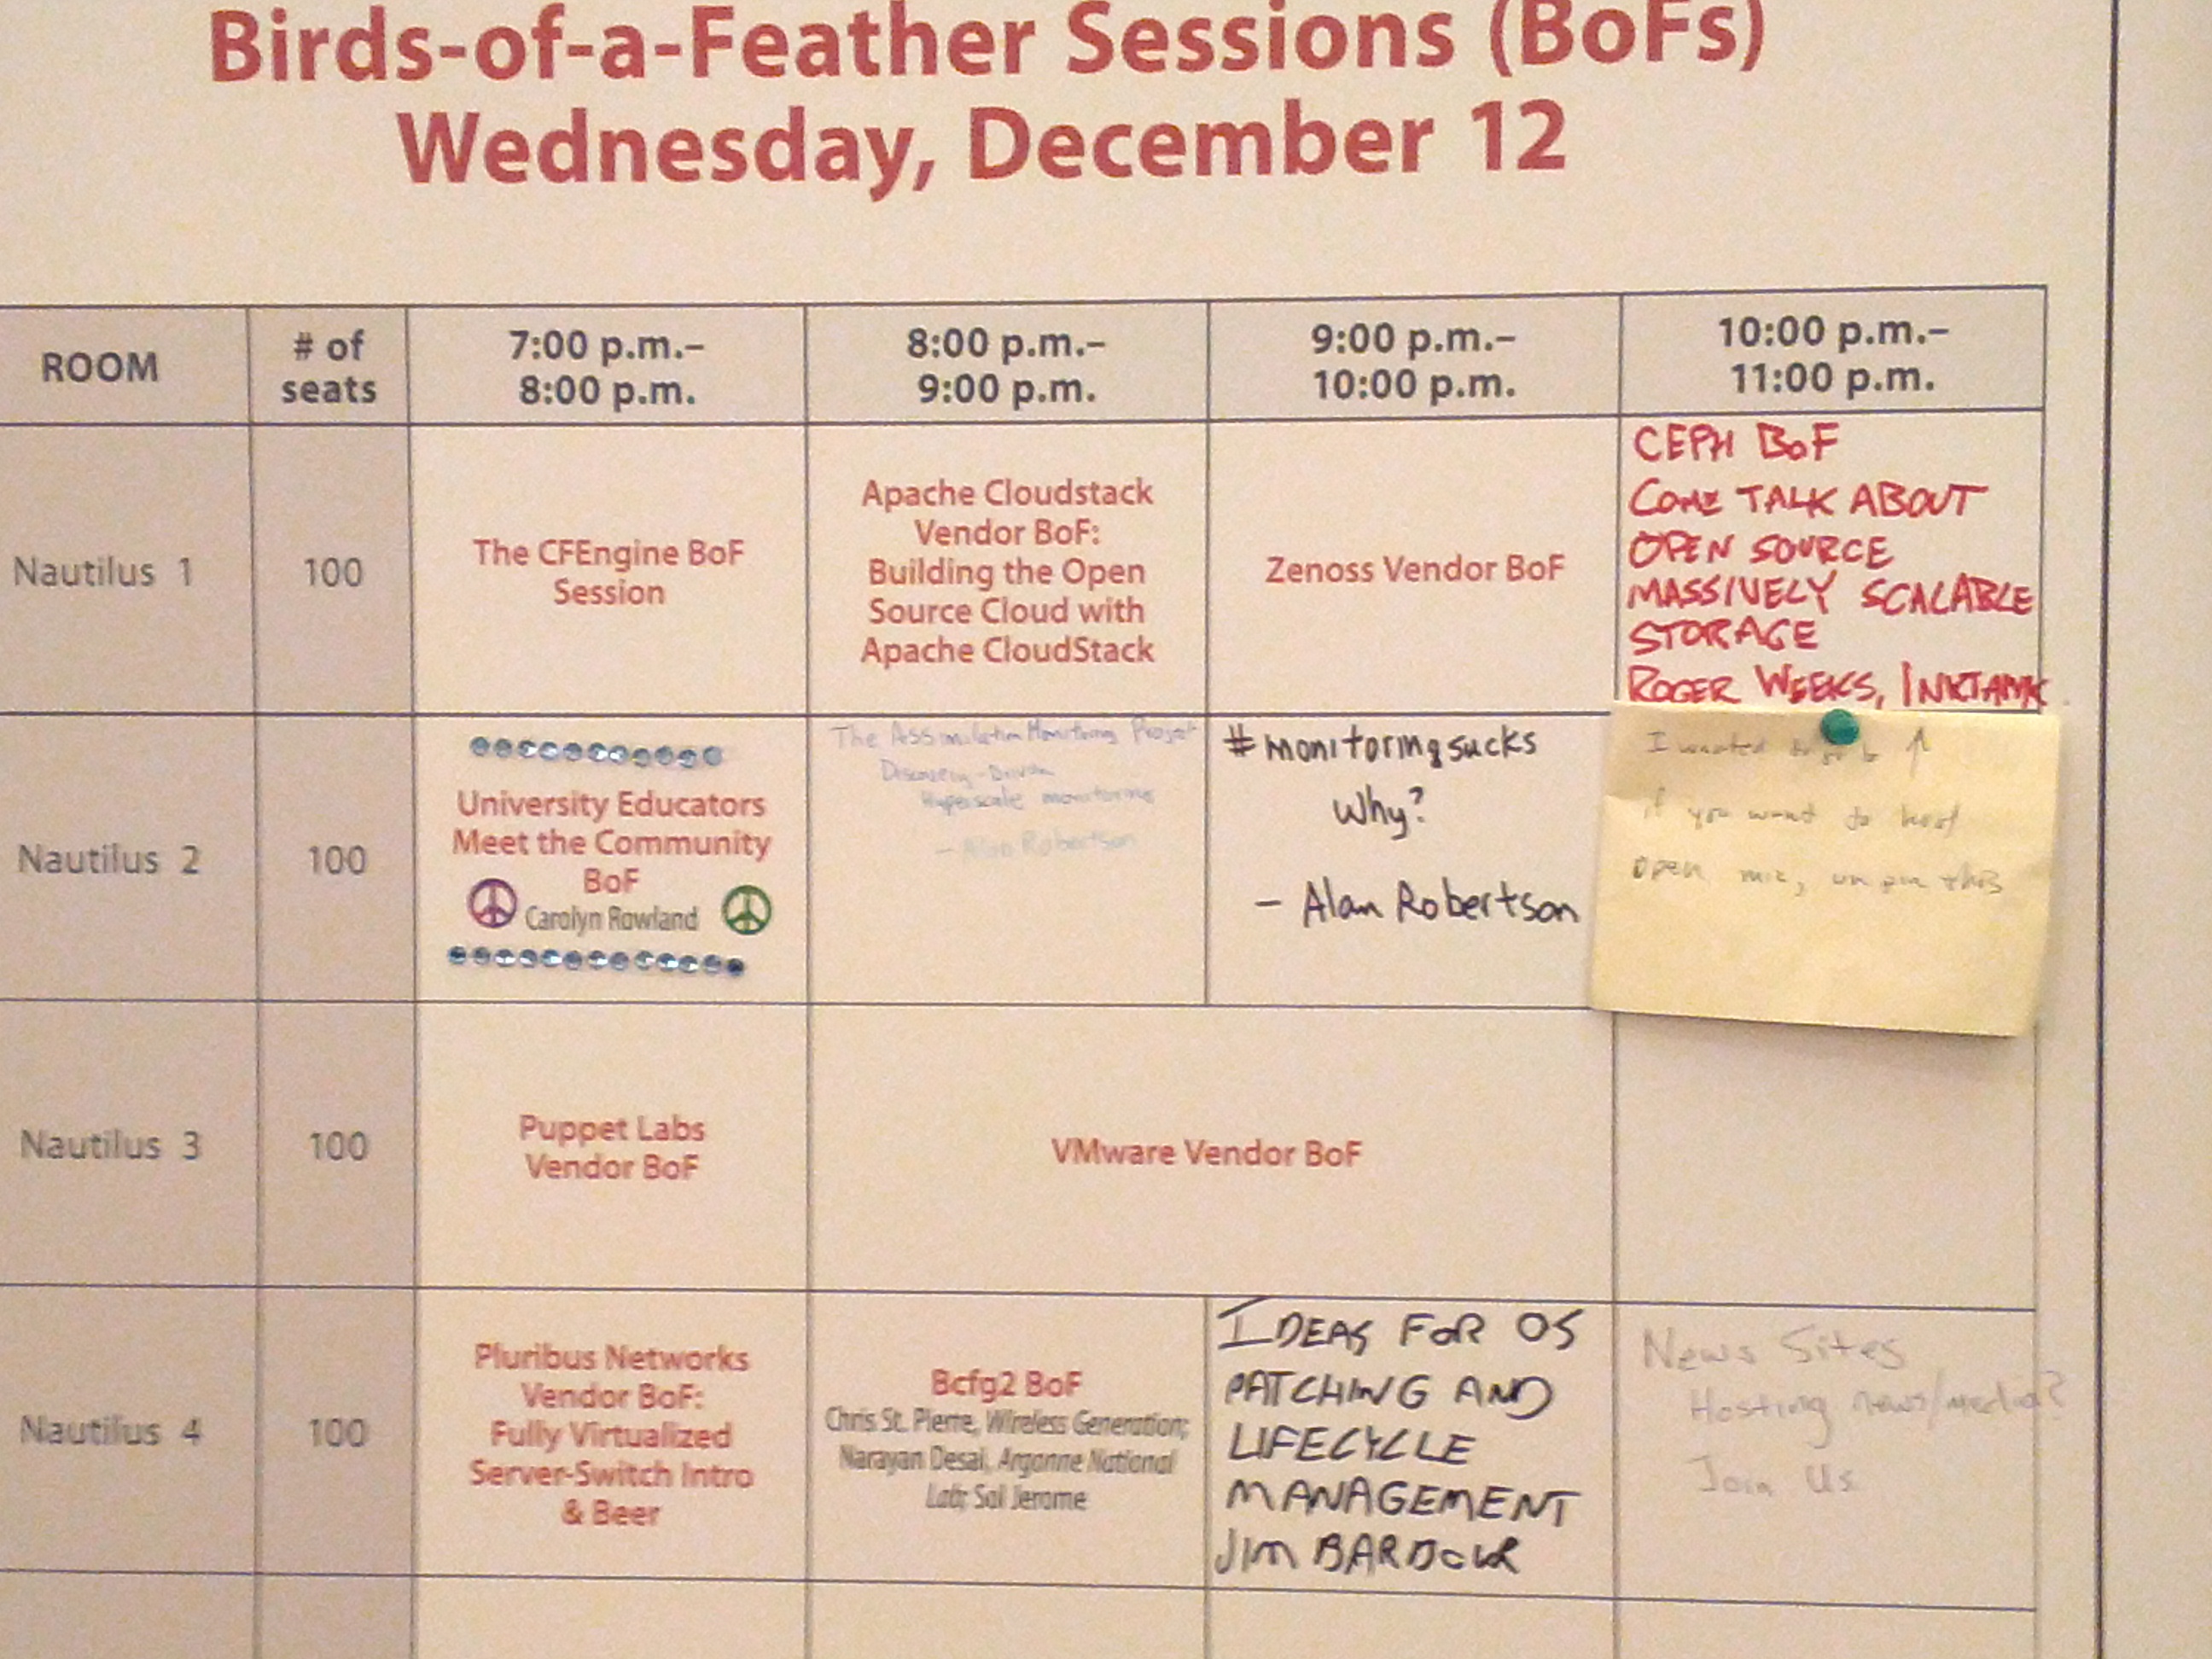 Birds-of-a-Feather Sessions (BoFs)
Wednesday, December 12
ROOM
# of
seats
7:00 p.m.–
8:00 p.m.
8:00 p.m.–
9:00 p.m.
9:00 p.m.–
10:00 p.m.
10:00 p.m.–
11:00 p.m.
Nautilus 1
100
The CFEngine BoF
Session
Apache Cloudstack
Vendor BoF:
Building the Open
Source Cloud with
Apache CloudStack
Zenoss Vendor BoF
CEPH BoF
COME TALK ABOUT
OPEN SOURCE
MASSIVELY SCALABLE
STORAGE
ROGER WEEKS, INKTANK
Nautilus 2
100
University Educators
Meet the Community
BoF
Carolyn Rowland
The Assimilation Monitoring Project
Discovery-Driven
Hyperscale monitoring
— Alan Robertson
#monitoringsucks
Why?
— Alan Robertson
I wanted to go to ↑
if you want to host
open mic, unpin this
Nautilus 3
100
Puppet Labs
Vendor BoF
VMware Vendor BoF
Nautilus 4
100
Pluribus Networks
Vendor BoF:
Fully Virtualized
Server-Switch Intro
& Beer
Bcfg2 BoF
Chris St. Pierre, Wireless Generation;
Narayan Desai, Argonne National
Lab; Sol Jerome
IDEAS FOR OS
PATCHING AND
LIFECYCLE
MANAGEMENT
JIM
News Sites
Hosting news/media?
Join Us